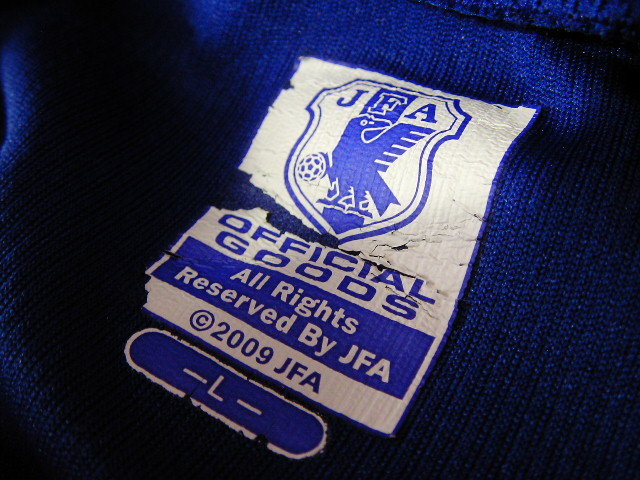 JFA
OFFICIAL
GOODS
All Rights
Reserved By JFA
©2009 JFA
-L-